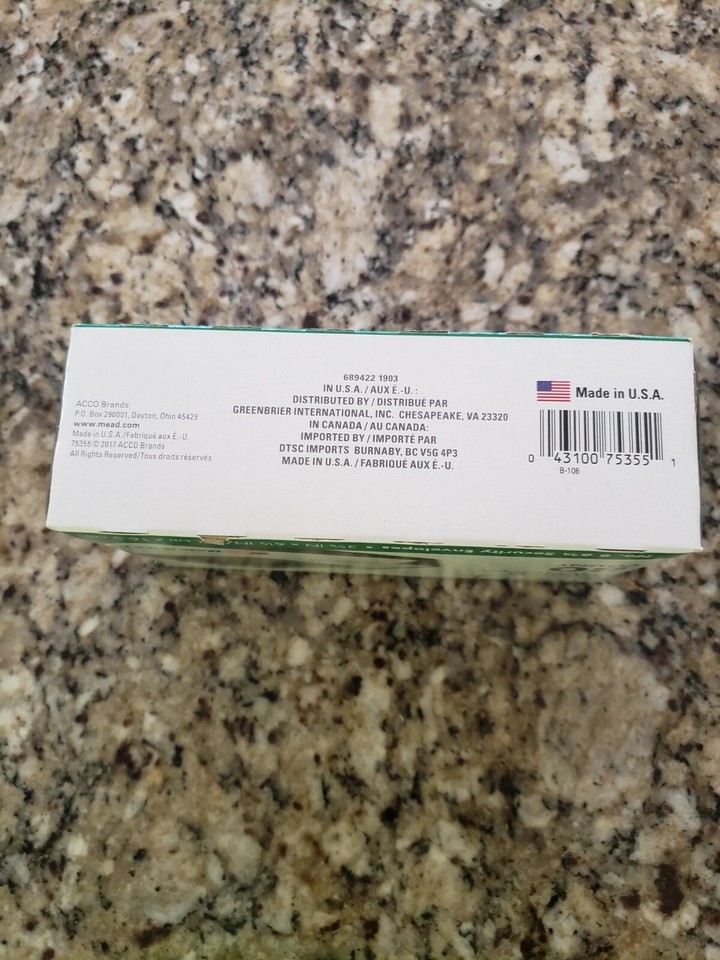 ACCO Brands
P.O. Box 290001, Dayton, Ohio 45429
www.mead.com
Made in U.S.A./Fabriqué aux É.-U.
75355 © 2017 ACCO Brands
All Rights Reserved/Tous droits réservés
689422 1903
IN U.S.A. / AUX É.-U. :
DISTRIBUTED BY / DISTRIBUÉ PAR
GREENBRIER INTERNATIONAL, INC. CHESAPEAKE, VA 23320
IN CANADA / AU CANADA:
IMPORTED BY / IMPORTÉ PAR
DTSC IMPORTS BURNABY, BC V5G 4P3
MADE IN U.S.A. / FABRIQUÉ AUX É.-U.
Made in U.S.A.
0 43100 75355 1
B-106
Security Envelopes